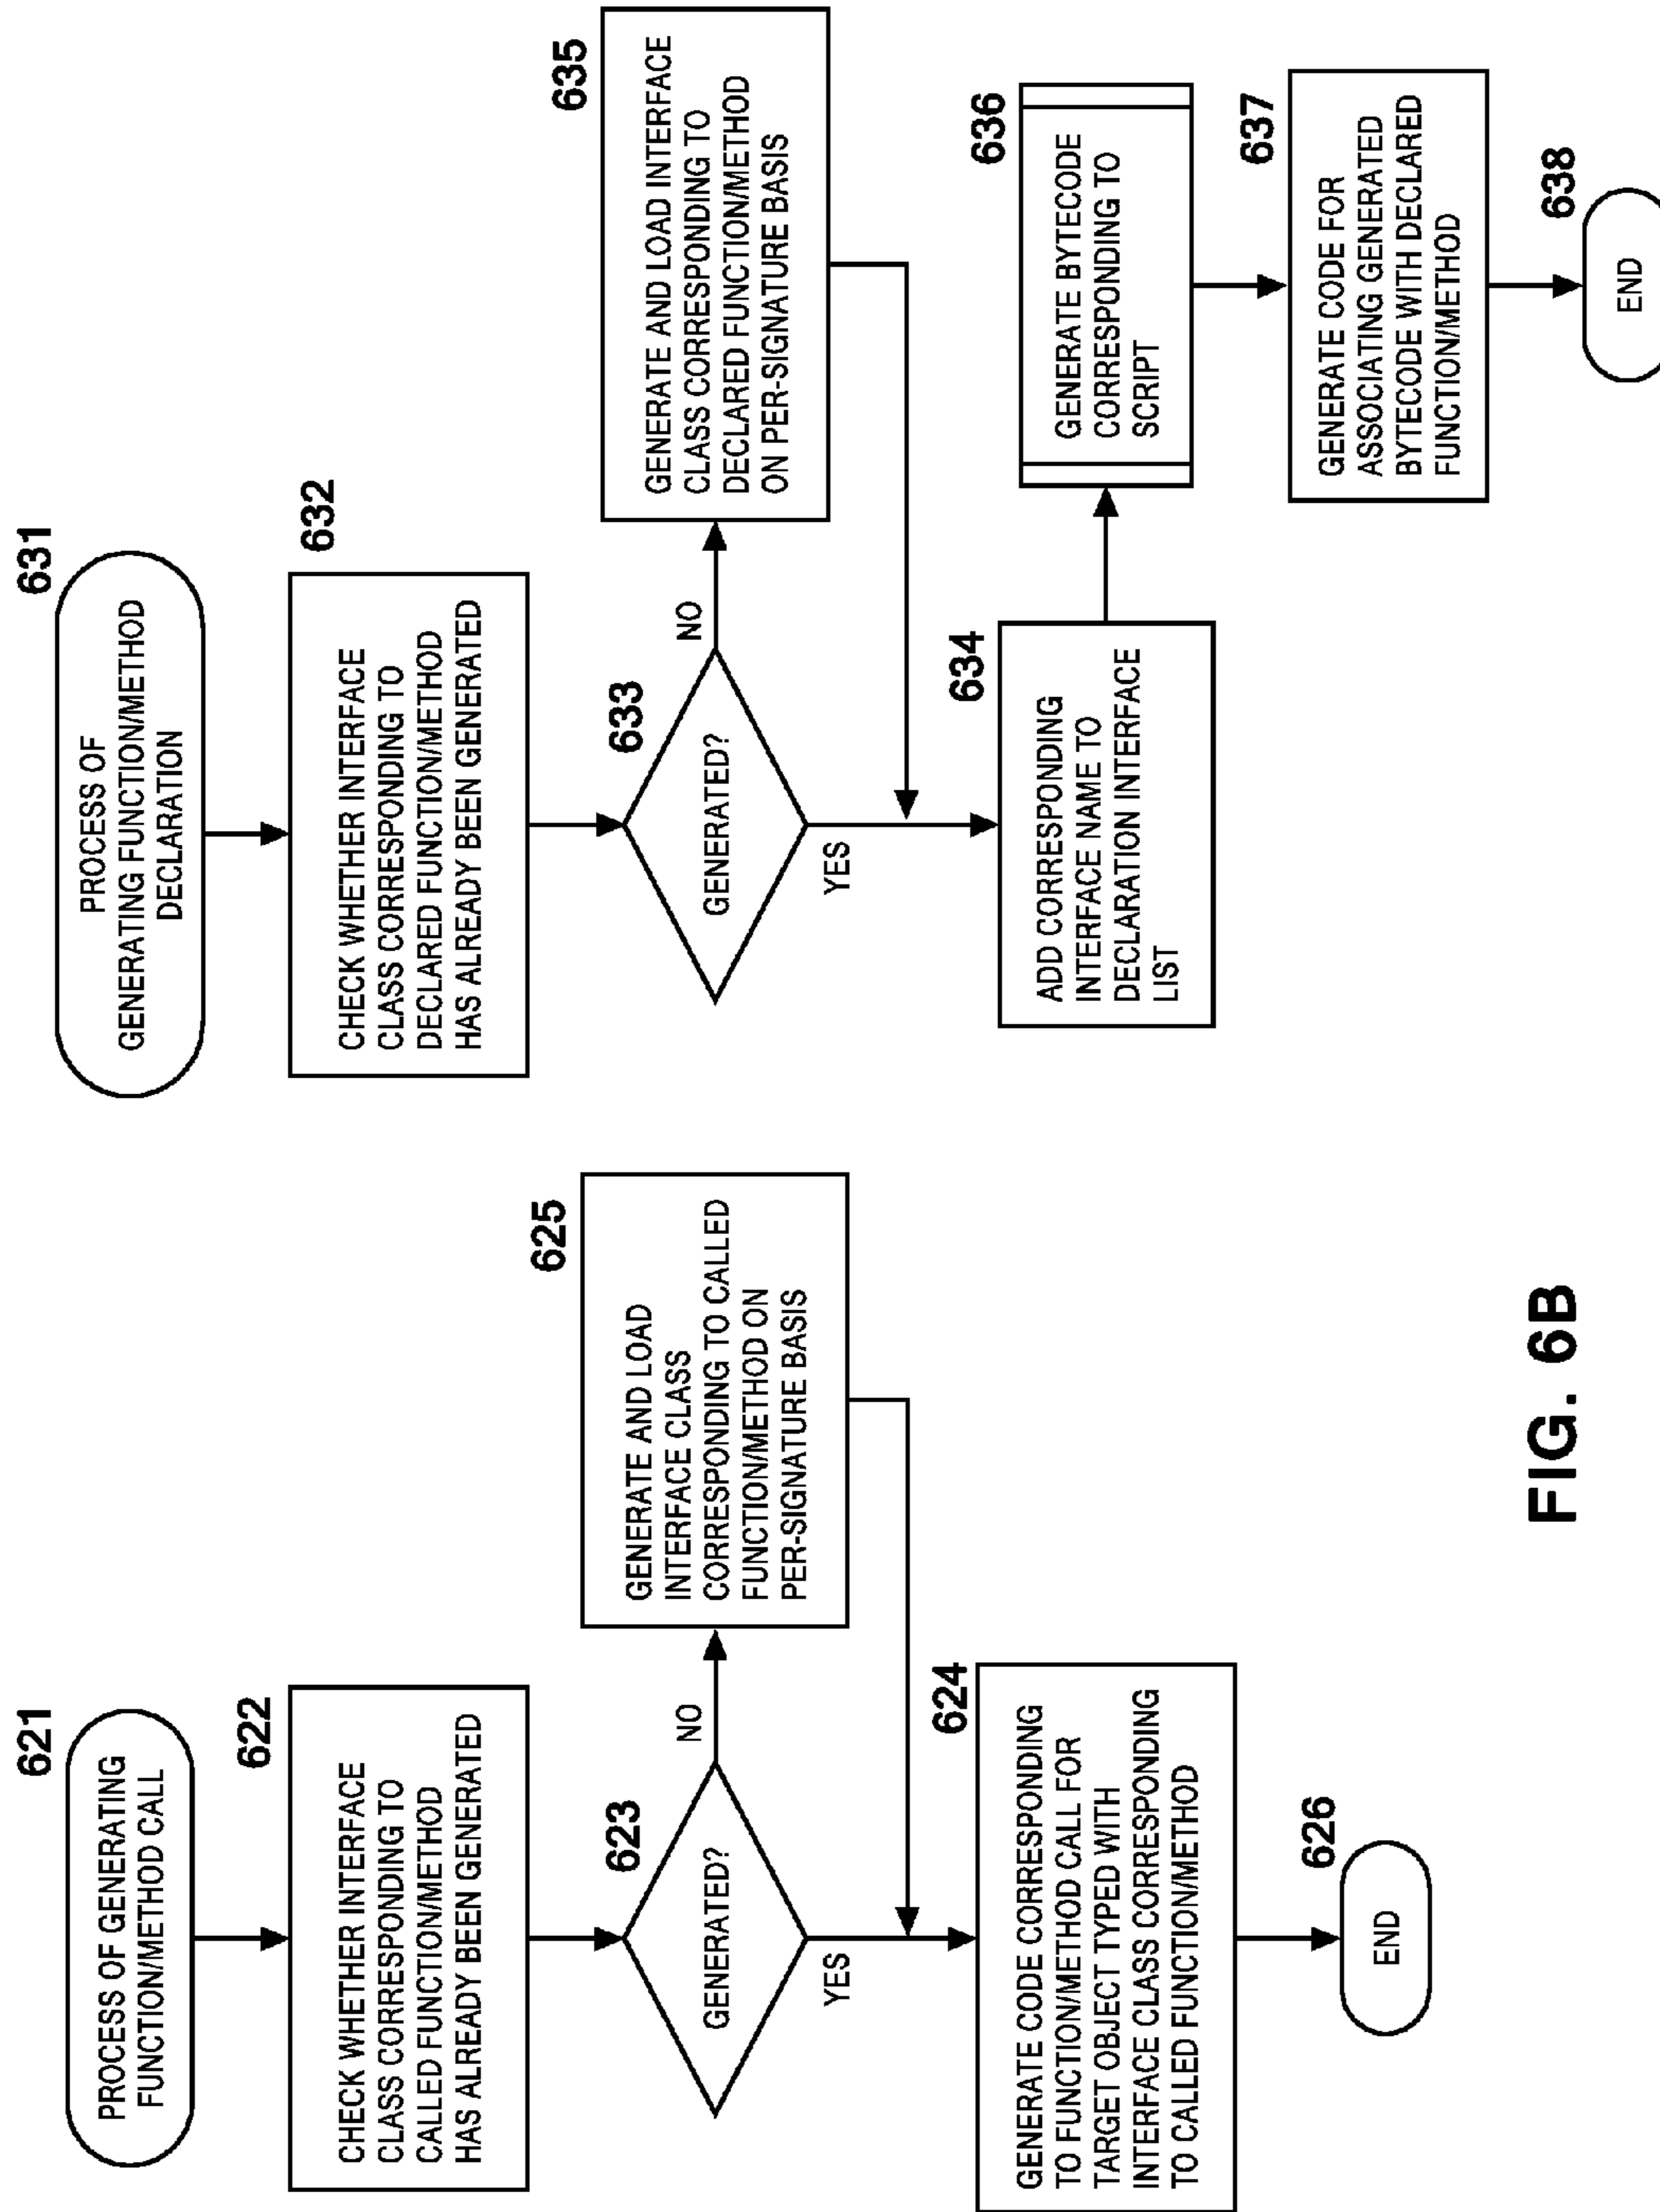 621
PROCESS OF GENERATING
FUNCTION/METHOD CALL
622
CHECK WHETHER INTERFACE
CLASS CORRESPONDING TO
CALLED FUNCTION/METHOD
HAS ALREADY BEEN GENERATED
623
GENERATED?
NO
YES
625
GENERATE AND LOAD
INTERFACE CLASS
CORRESPONDING TO CALLED
FUNCTION/METHOD ON
PER-SIGNATURE BASIS
624
GENERATE CODE CORRESPONDING
TO FUNCTION/METHOD CALL FOR
TARGET OBJECT TYPED WITH
INTERFACE CLASS CORRESPONDING
TO CALLED FUNCTION/METHOD
626
END
631
PROCESS OF
GENERATING FUNCTION/METHOD
DECLARATION
632
CHECK WHETHER INTERFACE
CLASS CORRESPONDING TO
DECLARED FUNCTION/METHOD
HAS ALREADY BEEN GENERATED
633
GENERATED?
NO
YES
635
GENERATE AND LOAD INTERFACE
CLASS CORRESPONDING TO
DECLARED FUNCTION/METHOD
ON PER-SIGNATURE BASIS
634
ADD CORRESPONDING
INTERFACE NAME TO
DECLARATION INTERFACE
LIST
636
GENERATE BYTECODE
CORRESPONDING TO
SCRIPT
637
GENERATE CODE FOR
ASSOCIATING GENERATED
BYTECODE WITH DECLARED
FUNCTION/METHOD
638
END
FIG. 6B